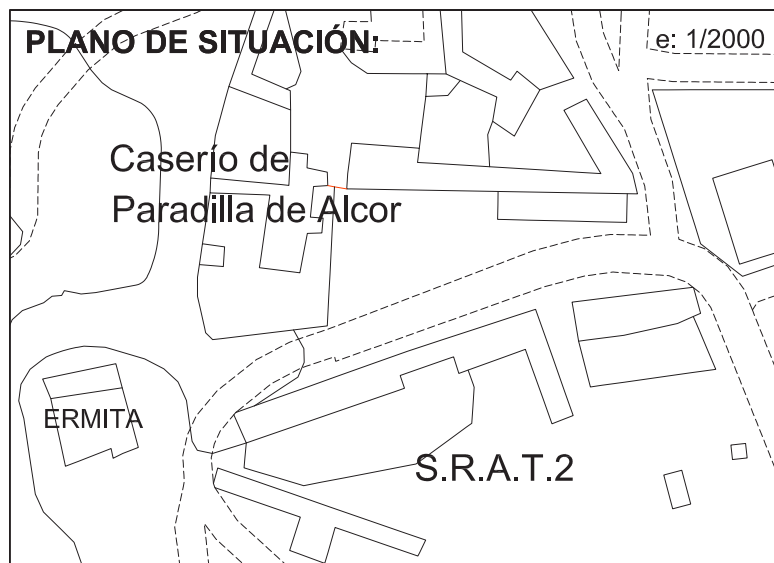 PLANO DE SITUACIÓN:
e: 1/2000
Caserío de
Paradilla de Alcor
ERMITA
S.R.A.T.2